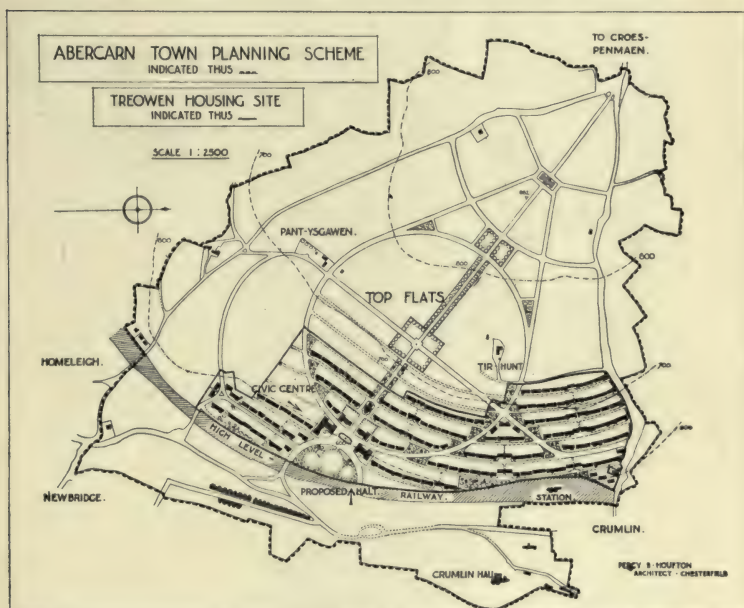 ABERCARN TOWN PLANNING SCHEME
INDICATED THUS
TREOWEN HOUSING SITE
INDICATED THUS
SCALE 1:2500
TO CROES-
PENMAEN.
800
700
600
PANT-YSGAWEN.
800
800
TOP FLATS
TIR HUNT
HOMELEIGH.
CIVIC CENTRE
700
700
600
HIGH LEVEL
NEWBRIDGE.
PROPOSED HALT
RAILWAY.
STATION.
CRUMLIN.
CRUMLIN HALL
PERCY B. HOUFTON
ARCHITECT - CHESTERFIELD